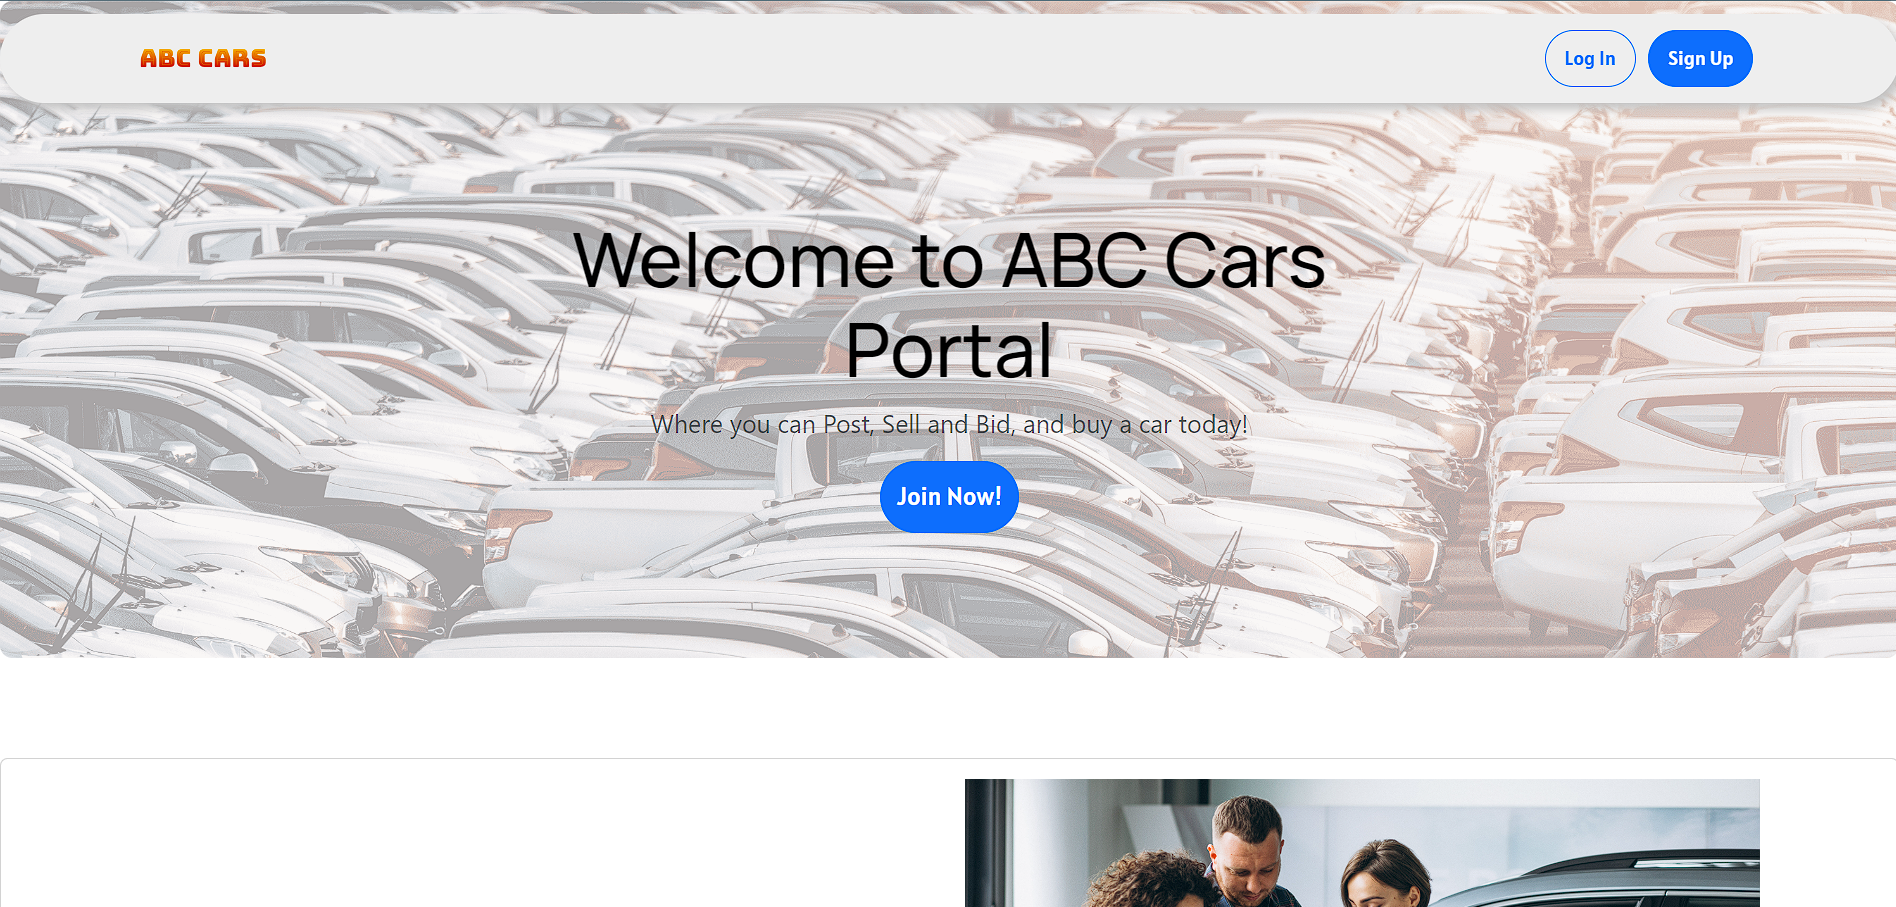 ABC CARS
Log In
Sign Up
Welcome to ABC Cars
Portal
Where you can Post, Sell and Bid, and buy a car today!
Join Now!